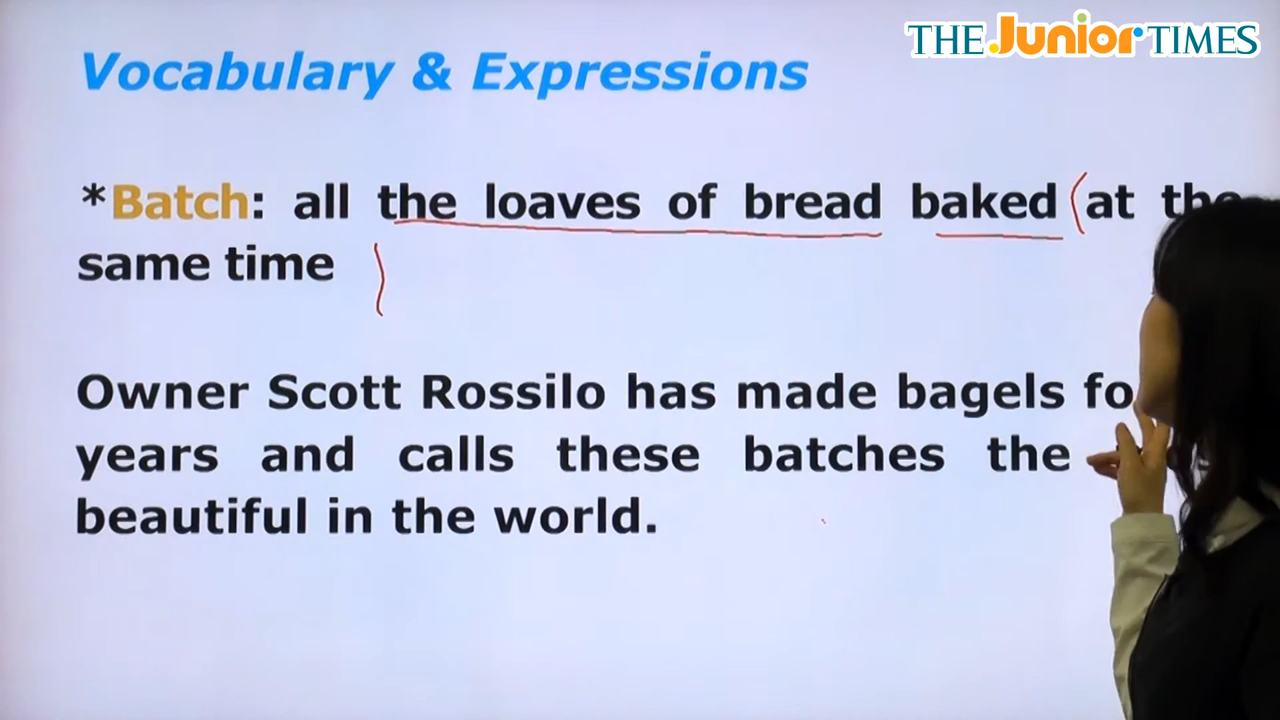 THE Junior TIMES
Vocabulary & Expressions
*Batch: all the loaves of bread baked at the
same time
Owner Scott Rossilo has made bagels
years and calls these batches the
beautiful in the world.